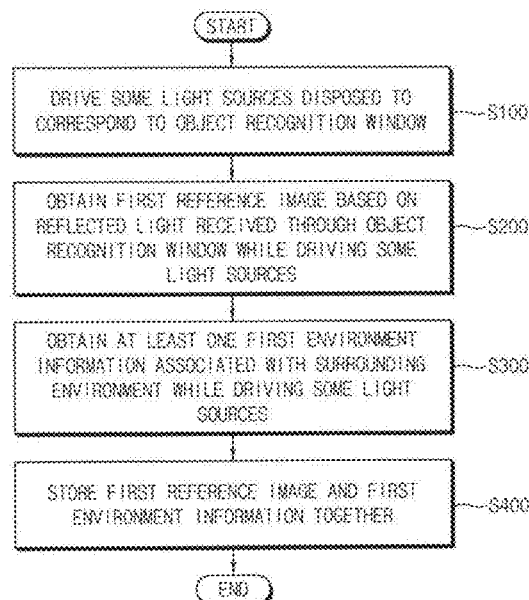 START
DRIVE SOME LIGHT SOURCES DISPOSED TO
CORRESPOND TO OBJECT RECOGNITION WINDOW
S100
OBTAIN FIRST REFERENCE IMAGE BASED ON
REFLECTED LIGHT RECEIVED THROUGH OBJECT
RECOGNITION WINDOW WHILE DRIVING SOME
LIGHT SOURCES
S200
OBTAIN AT LEAST ONE FIRST ENVIRONMENT
INFORMATION ASSOCIATED WITH SURROUNDING
ENVIRONMENT WHILE DRIVING SOME LIGHT
SOURCES
S300
STORE FIRST REFERENCE IMAGE AND FIRST
ENVIRONMENT INFORMATION TOGETHER
S400
END